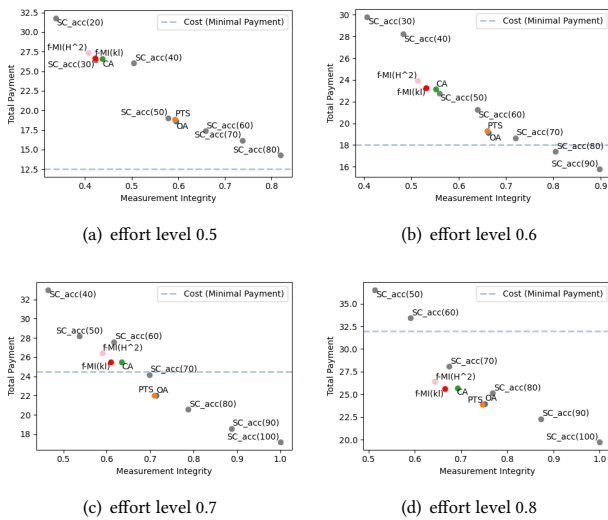 SC_acc(20)
Cost (Minimal Payment)
f-MI(H^2)
f-MI(kl)
SC_acc(30)
CA
SC_acc(40)
SC_acc(50)
PTS
OA
SC_acc(60)
SC_acc(70)
SC_acc(80)
32.5
30.0
27.5
25.0
22.5
20.0
17.5
15.0
12.5
Total Payment
0.4 0.5 0.6 0.7 0.8
Measurement Integrity
(a) effort level 0.5
SC_acc(30)
Cost (Minimal Payment)
SC_acc(40)
f-MI(H^2)
CA
f-MI(kl)
SC_acc(50)
SC_acc(60)
PTS
OA
SC_acc(70)
SC_acc(80)
SC_acc(90)
30
28
26
24
22
20
18
16
Total Payment
0.4 0.5 0.6 0.7 0.8 0.9
Measurement Integrity
(b) effort level 0.6
SC_acc(40)
Cost (Minimal Payment)
SC_acc(50)
SC_acc(60)
f-MI(H^2)
f-MI(kl)
CA
SC_acc(70)
PTS
OA
SC_acc(80)
SC_acc(90)
SC_acc(100)
32
30
28
26
24
22
20
18
Total Payment
0.5 0.6 0.7 0.8 0.9 1.0
Measurement Integrity
(c) effort level 0.7
SC_acc(50)
Cost (Minimal Payment)
SC_acc(60)
SC_acc(70)
f-MI(H^2)
f-MI(kl)
CA
SC_acc(80)
PTS
OA
SC_acc(90)
SC_acc(100)
35.0
32.5
30.0
27.5
25.0
22.5
20.0
Total Payment
0.5 0.6 0.7 0.8 0.9 1.0
Measurement Integrity
(d) effort level 0.8